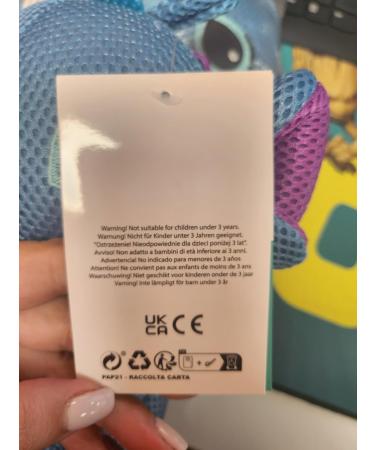 Warning! Not suitable for children under 3 years.
Warnung! Nicht für Kinder unter 3 Jahren geeignet.
"Ostrzeżenie! Nieodpowiednie dla dzieci poniżej 3 lat".
Avviso! Non adatto a bambini di età inferiore ai 3 anni.
Advertencia! No indicado para menores de 3 años
Attention! Ne convient pas aux enfants de moins de 3 ans
Waarschuwing! Niet geschikt voor kinderen onder de 3 jaar
Varning! Inte lämpligt för barn under 3 år
UK
CA CE
PAP21 - RACCOLTA CARTA